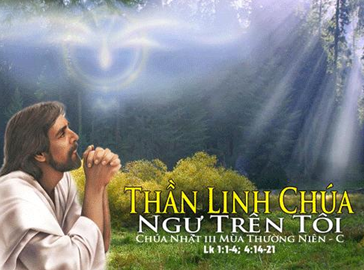 THẦN LINH CHÚA
NGỰ TRÊN TÔI
CHÚA NHẬT III MÙA THƯỜNG NIÊN - C
Lk 1:1-4; 4:14-21